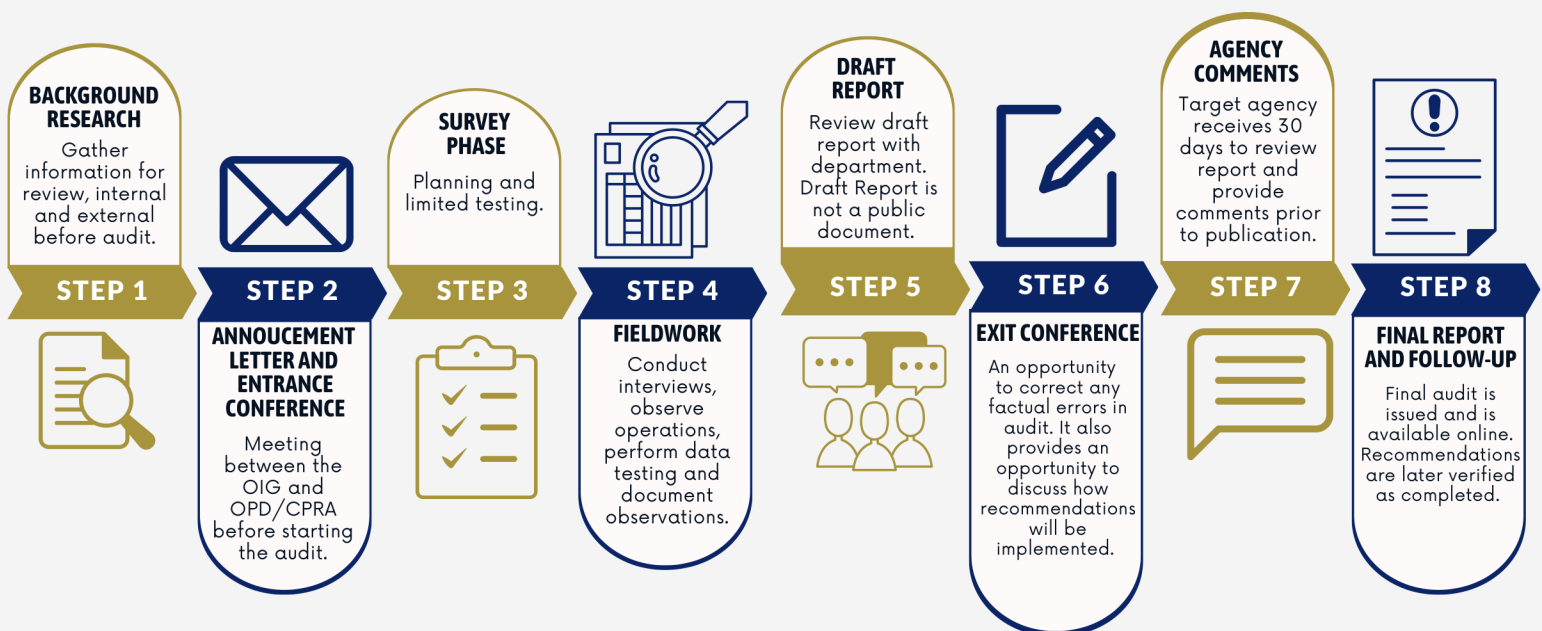 BACKGROUND
RESEARCH
Gather
information for
review, internal
and external
before audit.
STEP 1
STEP 2
ANNOUCEMENT
LETTER AND
ENTRANCE
CONFERENCE
Meeting
between the
OIG and
OPD/CPRA
before starting
the audit.
SURVEY
PHASE
Planning and
limited testing.
STEP 3
STEP 4
FIELDWORK
Conduct
interviews,
observe
operations,
perform data
testing and
document
observations.
DRAFT
REPORT
Review draft
report with
department.
Draft Report is
not a public
document.
STEP 5
STEP 6
EXIT CONFERENCE
An opportunity
to correct any
factual errors in
audit. It also
provides an
opportunity to
discuss how
recommendations
will be
implemented.
AGENCY
COMMENTS
Target agency
receives 30
days to review
report and
provide
comments prior
to publication.
STEP 7
STEP 8
FINAL REPORT
AND FOLLOW-UP
Final audit is
issued and is
available online.
Recommendations
are later verified
as completed.